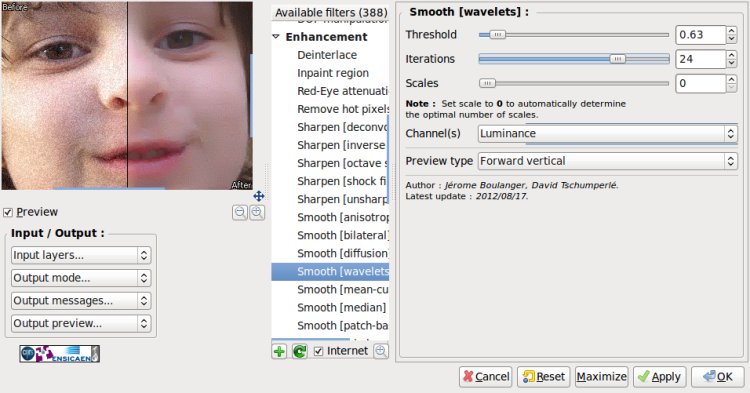 Before
After
Preview
Input / Output :
Input layers...
Output mode...
Output messages...
Output preview...
ENSICAEN
Available filters (388)
Enhancement
Deinterlace
Inpaint region
Red-Eye attenuati
Remove hot pixels
Sharpen [deconvo
Sharpen [inverse
Sharpen [octave s
Sharpen [shock fi
Sharpen [unsharp
Smooth [anisotrop
Smooth [bilateral]
Smooth [diffusion]
Smooth [wavelets
Smooth [mean-cu
Smooth [median]
Smooth [patch-ba
Internet
Smooth [wavelets] :
Threshold 0.63
Iterations 24
Scales 0
Note : Set scale to 0 to automatically determine
the optimal number of scales.
Channel(s) Luminance
Preview type Forward vertical
Author : Jérome Boulanger, David Tschumperlé.
Latest update : 2012/08/17.
Cancel Reset Maximize Apply OK